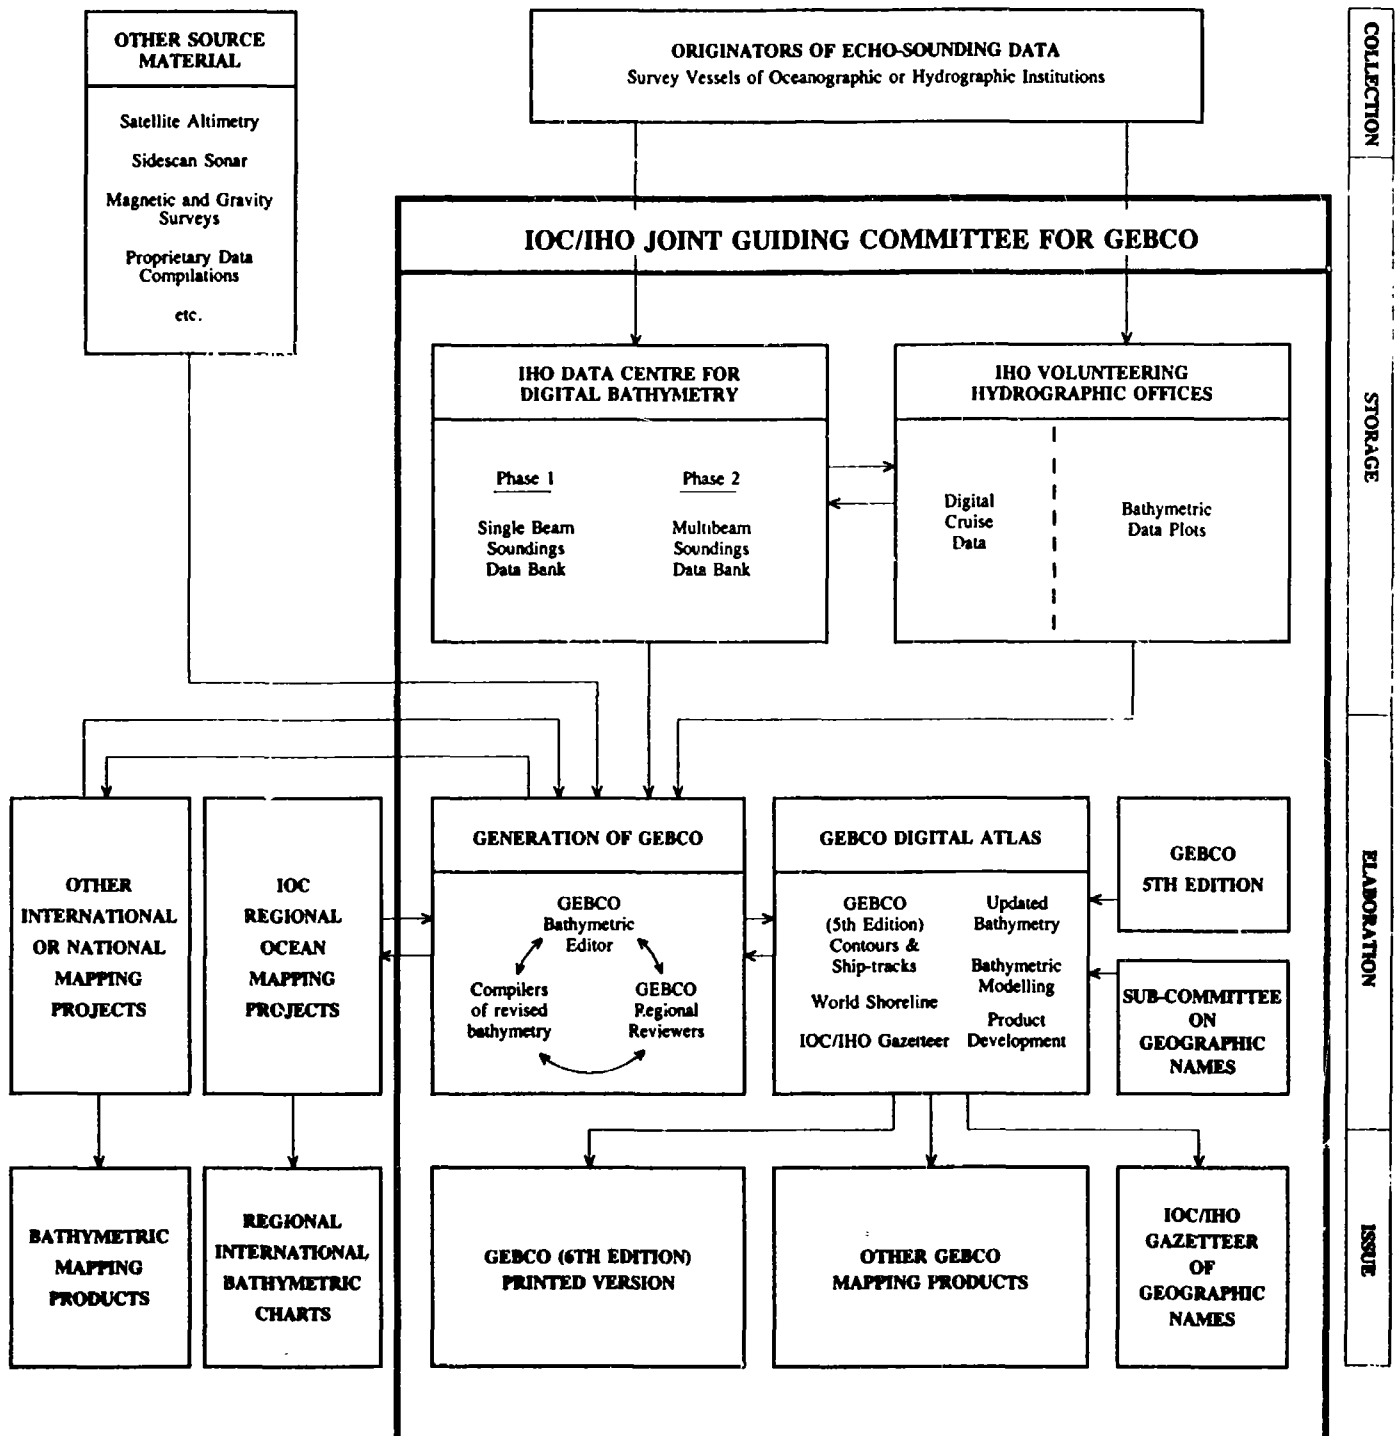 OTHER SOURCE
MATERIAL
Satellite Altimetry
Sidescan Sonar
Magnetic and Gravity
Surveys
Proprietary Data
Compilations
etc.
ORIGINATORS OF ECHO-SOUNDING DATA
Survey Vessels of Oceanographic or Hydrographic Institutions
COLLECTION
IOC/IHO JOINT GUIDING COMMITTEE FOR GEBCO
IHO DATA CENTRE FOR
DIGITAL BATHYMETRY
Phase 1
Single Beam
Soundings
Data Bank
Phase 2
Multibeam
Soundings
Data Bank
IHO VOLUNTEERING
HYDROGRAPHIC OFFICES
Digital
Cruise
Data
Bathymetric
Data Plots
STORAGE
OTHER
INTERNATIONAL
OR NATIONAL
MAPPING
PROJECTS
IOC
REGIONAL
OCEAN
MAPPING
PROJECTS
GENERATION OF GEBCO
GEBCO
Bathymetric
Editor
Compilers
of revised
bathymetry
GEBCO
Regional
Reviewers
GEBCO DIGITAL ATLAS
GEBCO
(5th Edition)
Contours &
Ship-tracks
World Shoreline
IOC/IHO Gazetteer
Updated
Bathymetry
Bathymetric
Modelling
Product
Development
GEBCO
5TH EDITION
SUB-COMMITTEE
ON
GEOGRAPHIC
NAMES
ELABORATION
BATHYMETRIC
MAPPING
PRODUCTS
REGIONAL
INTERNATIONAL
BATHYMETRIC
CHARTS
GEBCO (6TH EDITION)
PRINTED VERSION
OTHER GEBCO
MAPPING PRODUCTS
IOC/IHO
GAZETTEER
OF
GEOGRAPHIC
NAMES
ISSUE